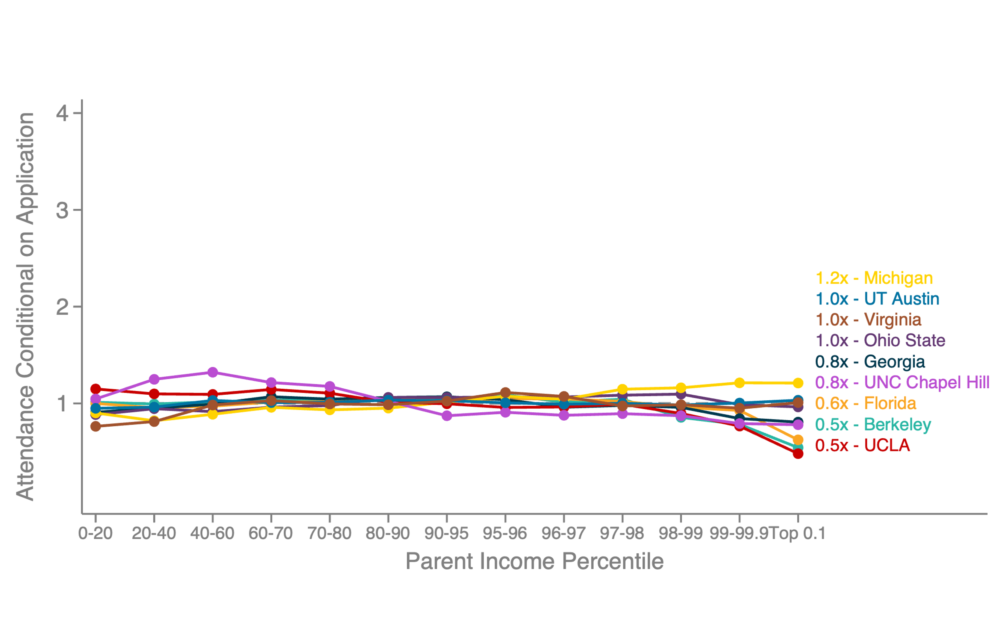 Attendance Conditional on Application
4
3
2
1
1.2x - Michigan
1.0x - UT Austin
1.0x - Virginia
1.0x - Ohio State
0.8x - Georgia
0.8x - UNC Chapel Hill
0.6x - Florida
0.5x - Berkeley
0.5x - UCLA
0-20 20-40 40-60 60-70 70-80 80-90 90-95 95-96 96-97 97-98 98-99 99-99.9 Top 0.1
Parent Income Percentile